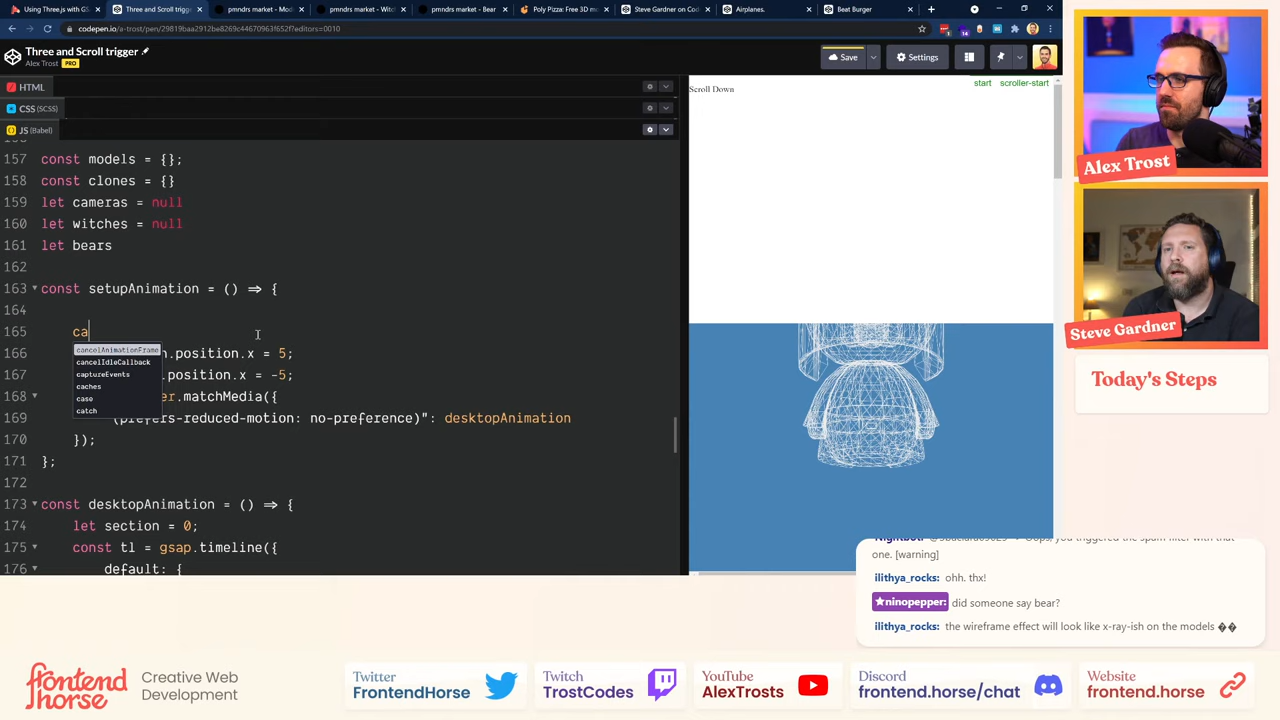 Using Three.js with GS
Three and Scroll trigg
pmndrs market - Mod
pmndrs market - Witc
pmndrs market - Bear
Poly Pizza: Free 3D m
Steve Gardner on Cod
Airplanes.
Beat Burger
codepen.io/a-trost/pen/29819baa2912be8269c44670963f652f?editors=0010
Three and Scroll trigger
Alex Trost PRO
Save
Settings
HTML
CSS (SCSS)
JS (Babel)
157 const models = {};
158 const clones = {}
159 let cameras = null
160 let witches = null
161 let bears
162
163 const setupAnimation = () => {
164
165 ca
cancelAnimationFrame
cancelIdleCallback
captureEvents
caches
case
catch
166 .position.x = 5;
167 .position.x = -5;
168 er.matchMedia({
169 (prefers-reduced-motion: no-preference)": desktopAnimation
170 });
171 };
172
173 const desktopAnimation = () => {
174 let section = 0;
175 const tl = gsap.timeline({
176 default: {
Scroll Down
start
scroller-start
Alex Trost
Steve Gardner
Today's Steps
one. [warning]
ilithya_rocks: ohh. thx!
ninopepper: did someone say bear?
ilithya_rocks: the wireframe effect will look like x-ray-ish on the models
frontend horse
Creative Web
Development
Twitter
FrontendHorse
Twitch
TrostCodes
YouTube
AlexTrosts
Discord
frontend.horse/chat
Website
frontend.horse